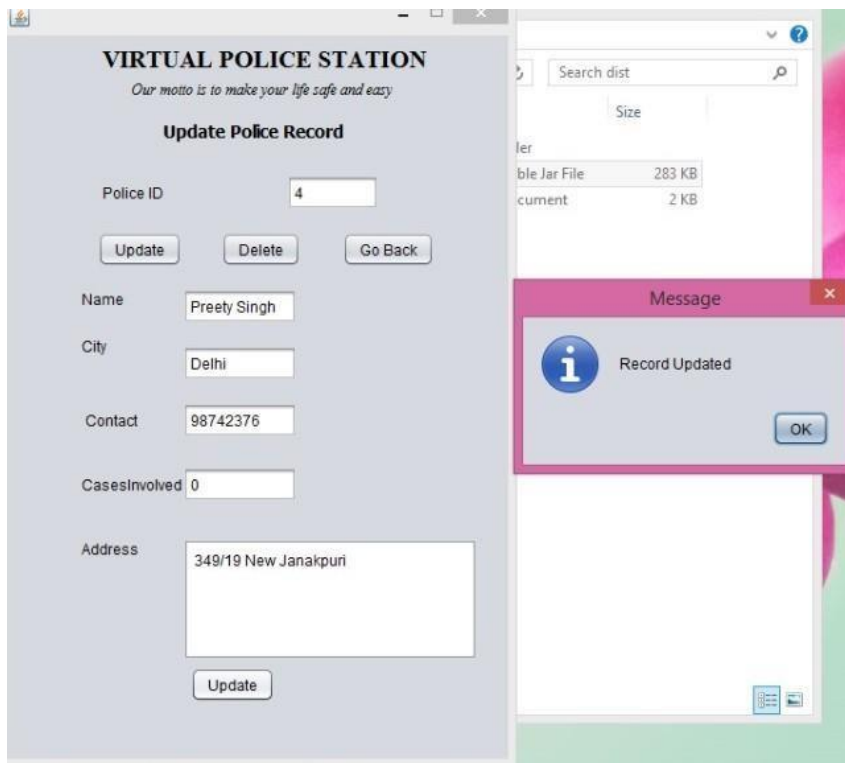 VIRTUAL POLICE STATION
Our motto is to make your life safe and easy
Update Police Record
Police ID 4
Update Delete Go Back
Name Preety Singh
City Delhi
Contact 98742376
CasesInvolved 0
Address 349/19 New Janakpuri
Update
Search dist
Size
ler
ble Jar File 283 KB
cument 2 KB
Message
Record Updated
OK